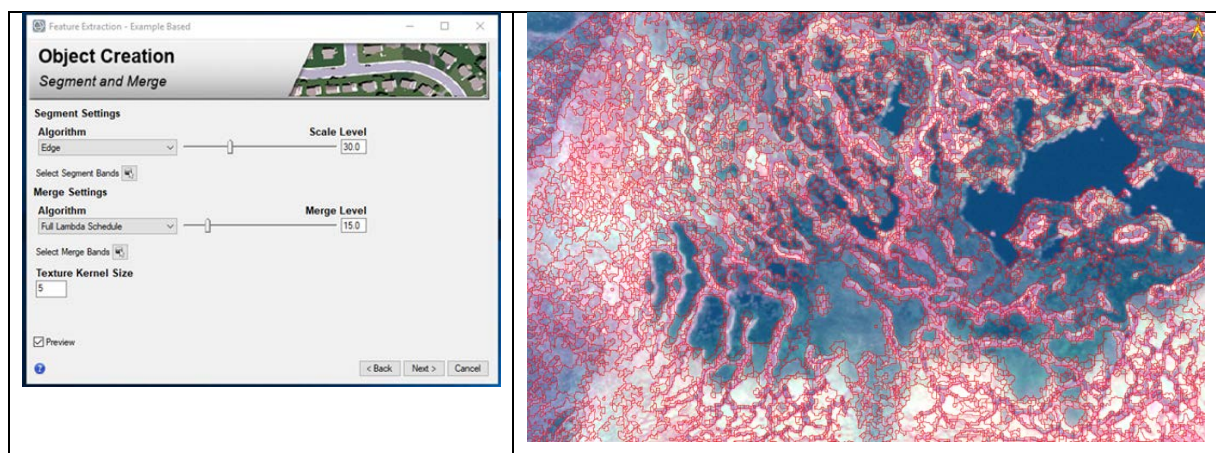 Feature Extraction - Example Based
Object Creation
Segment and Merge
Segment Settings
Algorithm Scale Level
Edge 30.0
Select Segment Bands
Merge Settings
Algorithm Merge Level
Full Lambda Schedule 15.0
Select Merge Bands
Texture Kernel Size
5
Preview
? < Back Next > Cancel